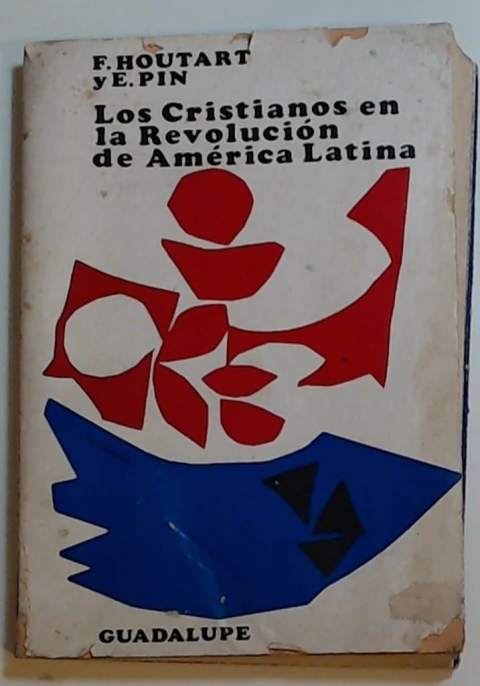 F. HOUTART
y E. PIN
Los Cristianos en
la Revolución
de América Latina
GUADALUPE